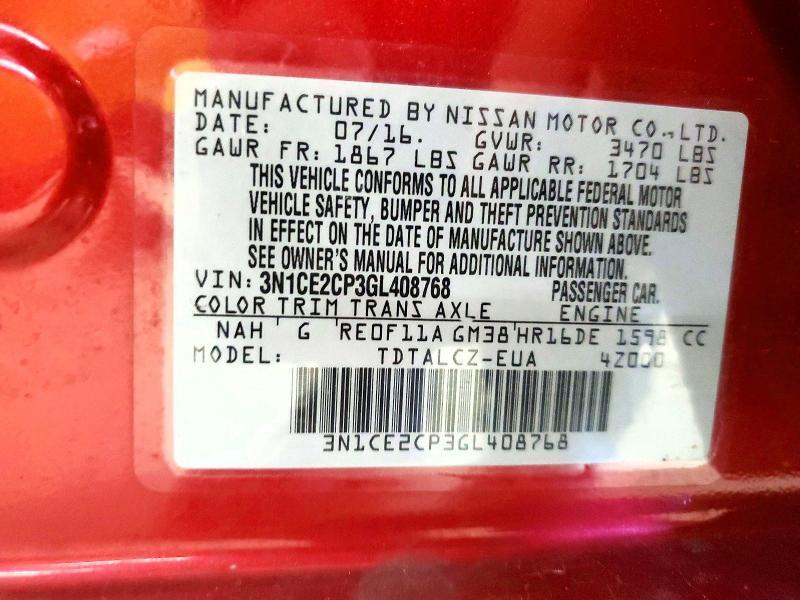 MANUFACTURED BY NISSAN MOTOR CO., LTD.
DATE: 07/16. GVWR: 3470 LBS
GAWR FR: 1867 LBS GAWR RR: 1704 LBS
THIS VEHICLE CONFORMS TO ALL APPLICABLE FEDERAL MOTOR
VEHICLE SAFETY, BUMPER AND THEFT PREVENTION STANDARDS
IN EFFECT ON THE DATE OF MANUFACTURE SHOWN ABOVE.
SEE OWNER'S MANUAL FOR ADDITIONAL INFORMATION.
VIN: 3N1CE2CP3GL408768 PASSENGER CAR.
COLOR TRIM TRANS AXLE ENGINE
NAH G RE0F11A GM38 HR16DE 1598 CC
MODEL: TDTALCZ-EUA 4Z000
3N1CE2CP3GL408768